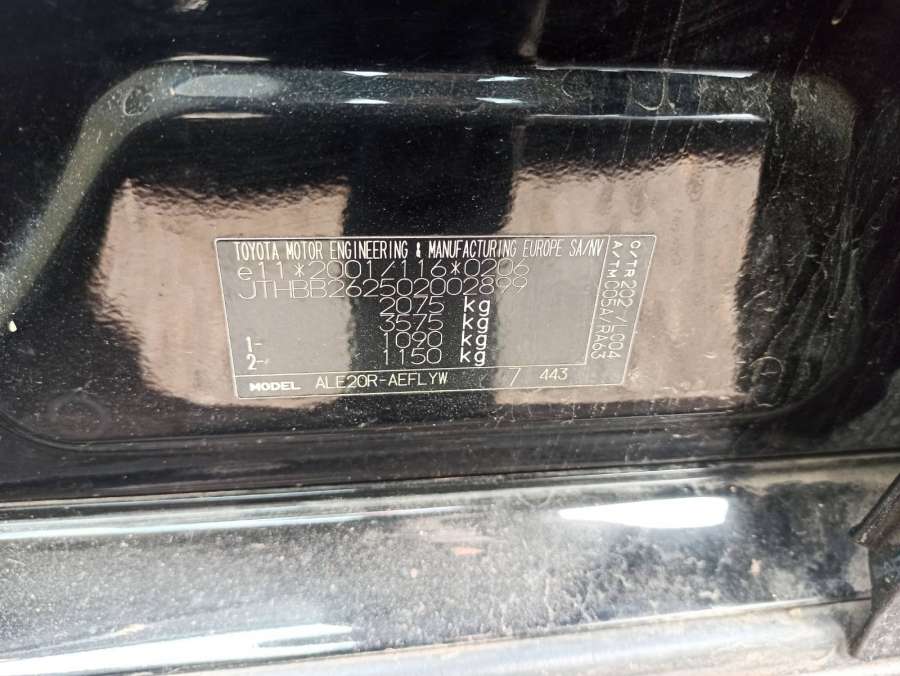 TOYOTA MOTOR ENGINEERING & MANUFACTURING EUROPE SA/NV
e11*2001/116*0206
JTHBB262502002899
2075 kg
3575 kg
1- 1090 kg
2- 1150 kg
MODEL ALE20R-AEFLYW / 443
C/TR 202 /LC04
A/TM C05A/RA63